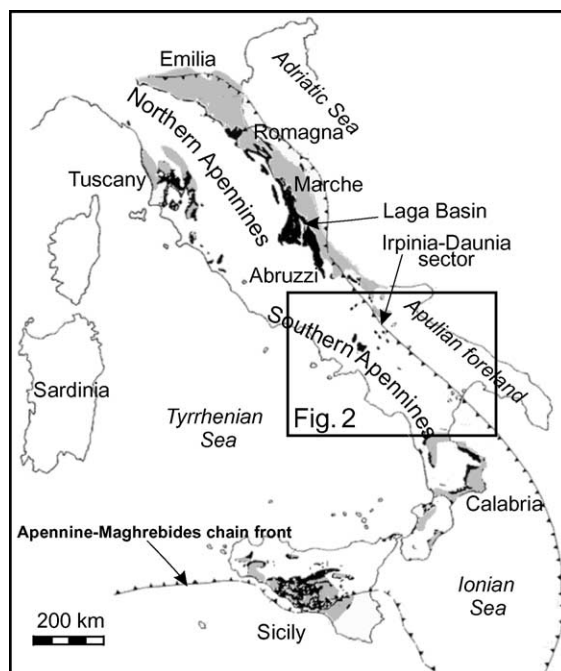 Emilia
Adriatic Sea
Northern Apennines
Romagna
Tuscany
Marche
Laga Basin
Irpinia-Daunia
sector
Abruzzi
Southern Apennines
Apulian foreland
Sardinia
Tyrrhenian
Sea
Fig. 2
Calabria
Apennine-Maghrebides chain front
Ionian
Sea
200 km
Sicily